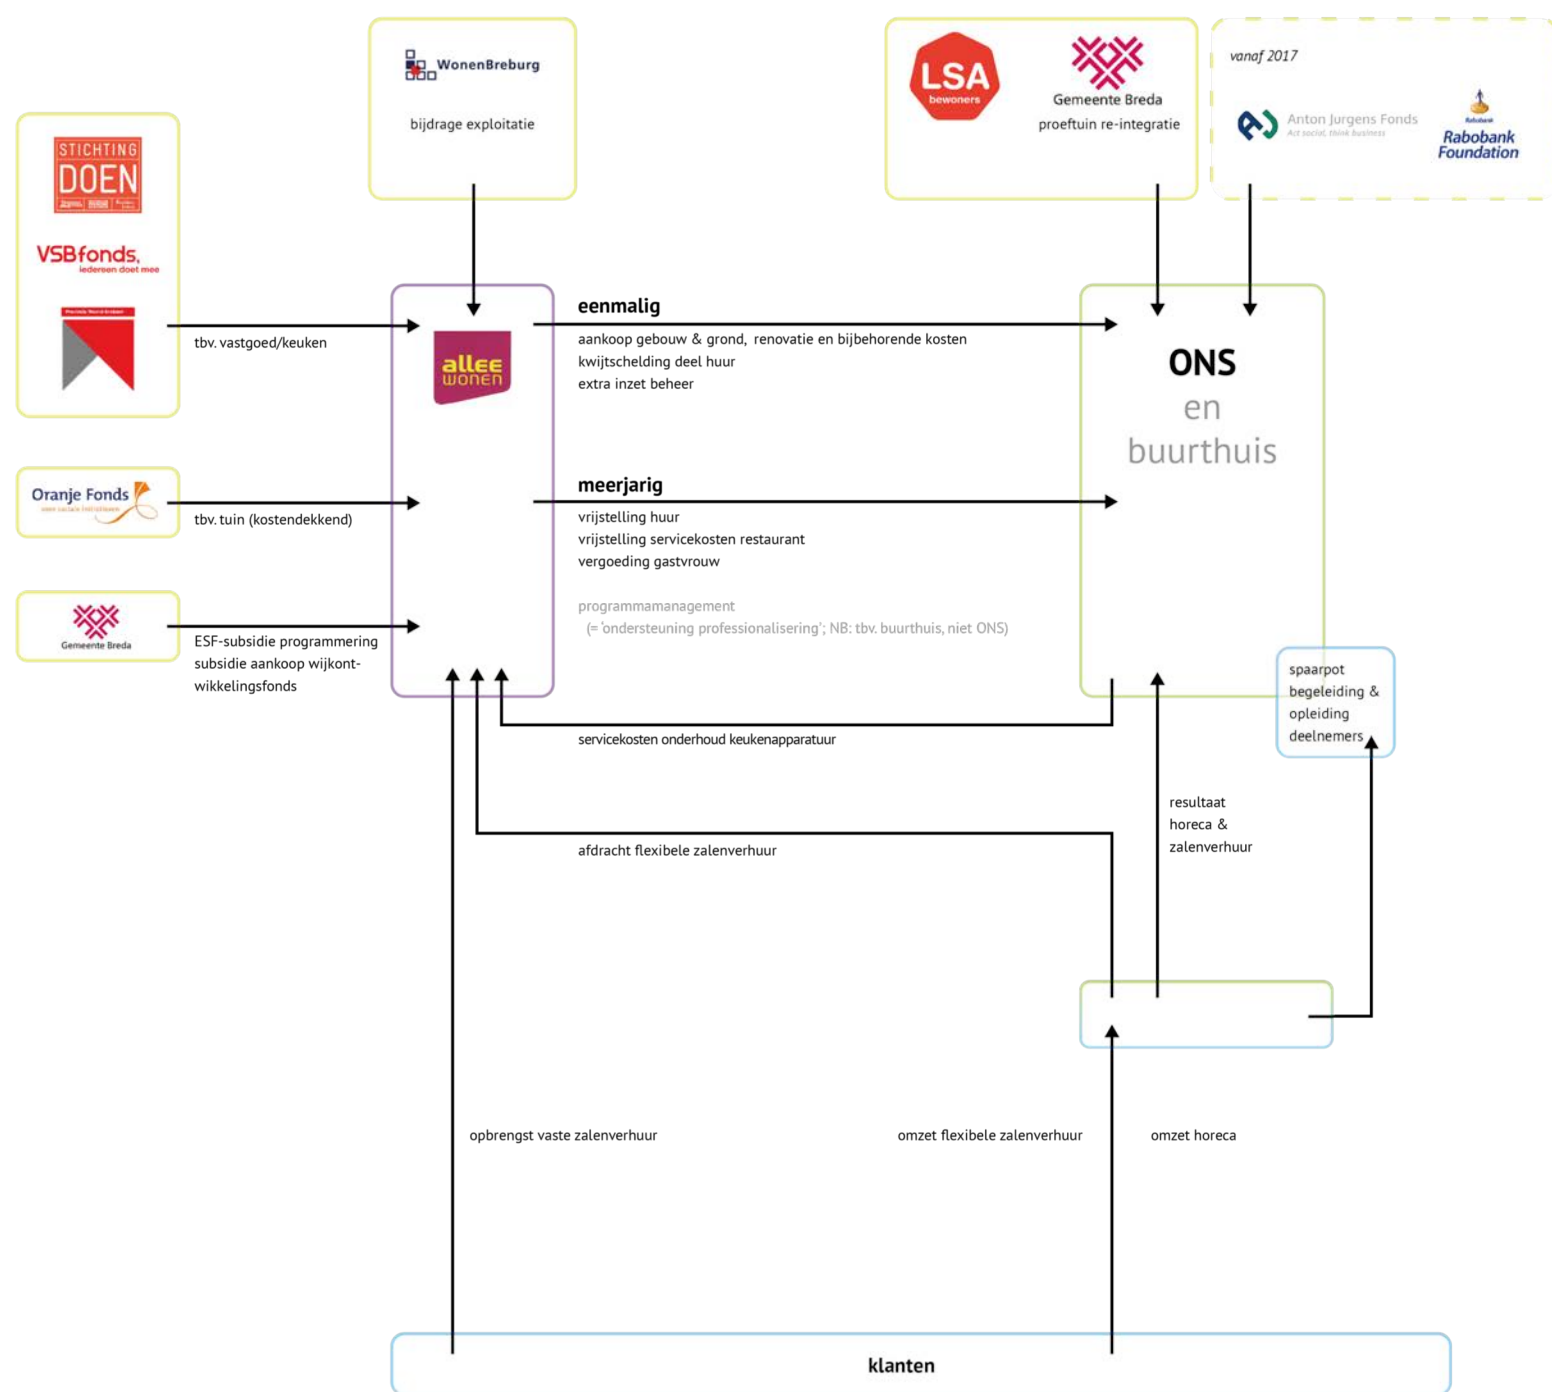 WonenBreburg
bijdrage exploitatie
LSA
bewoners
Gemeente Breda
proeftuin re-integratie
vanaf 2017
Anton Jurgens Fonds
Act social, think business
Rabobank
Rabobank
Foundation
STICHTING
DOEN
VSBfonds,
iedereen doet mee
tbv. vastgoed/keuken
allee
wonen
eenmalig
aankoop gebouw & grond, renovatie en bijbehorende kosten
kwijtschelding deel huur
extra inzet beheer
ONS
en
buurthuis
Oranje Fonds
tbv. tuin (kostendekkend)
meerjarig
vrijstelling huur
vrijstelling servicekosten restaurant
vergoeding gastvrouw
programmamanagement
(= 'ondersteuning professionalisering'; NB: tbv. buurthuis, niet ONS)
Gemeente Breda
ESF-subsidie programmering
subsidie aankoop wijkont-
wikkelingsfonds
spaarpot
begeleiding &
opleiding
deelnemers
servicekosten onderhoud keukenapparatuur
resultaat
horeca &
zalenverhuur
afdracht flexibele zalenverhuur
opbrengst vaste zalenverhuur
omzet flexibele zalenverhuur
omzet horeca
klanten